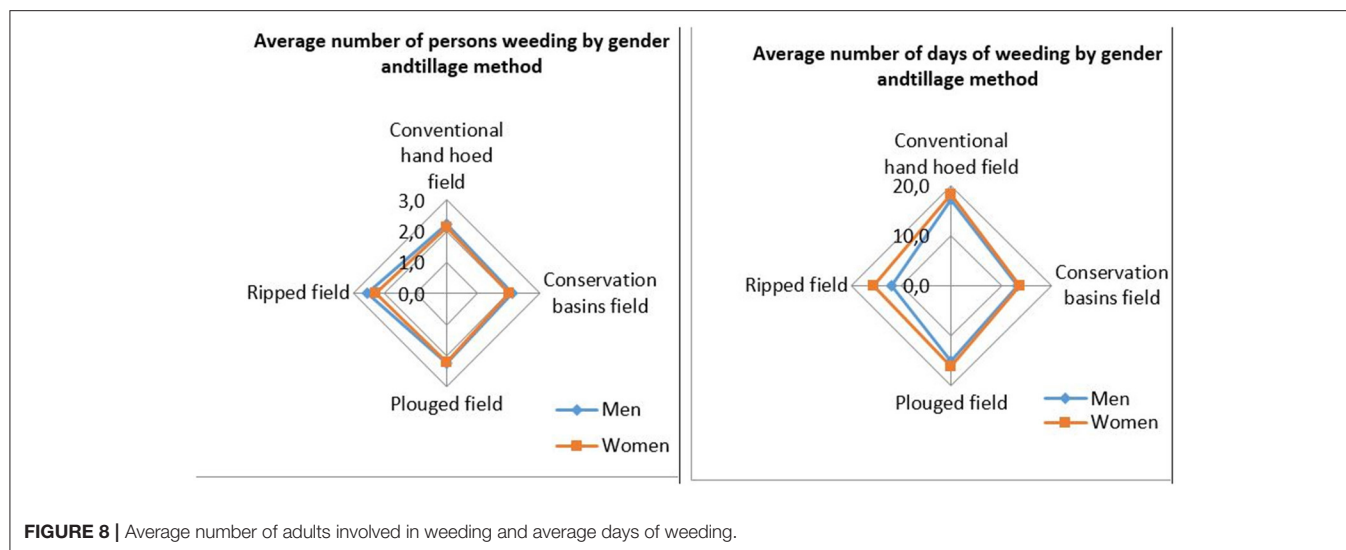 Average number of persons weeding by gender
andtillage method
Conventional
hand hoed
field
3,0
2,0
1,0
0,0
Ripped field
Conservation
basins field
Plouged field
Men
Women
Average number of days of weeding by gender
andtillage method
Conventional
hand hoed field
20,0
10,0
0,0
Ripped field
Conservation
basins field
Plouged field
Men
Women
FIGURE 8 | Average number of adults involved in weeding and average days of weeding.